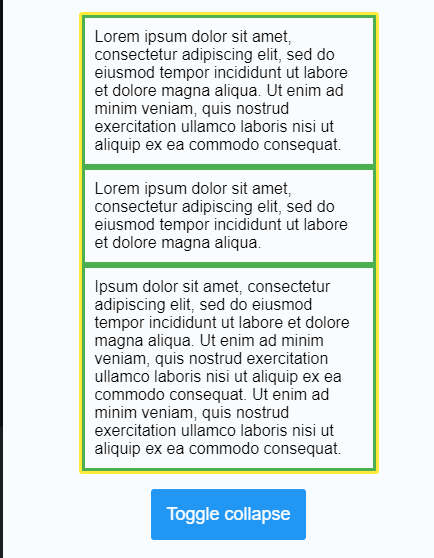 Lorem ipsum dolor sit amet,
consectetur adipiscing elit, sed do
eiusmod tempor incididunt ut labore
et dolore magna aliqua. Ut enim ad
minim veniam, quis nostrud
exercitation ullamco laboris nisi ut
aliquip ex ea commodo consequat.
Lorem ipsum dolor sit amet,
consectetur adipiscing elit, sed do
eiusmod tempor incididunt ut labore
et dolore magna aliqua.
Ipsum dolor sit amet, consectetur
adipiscing elit, sed do eiusmod
tempor incididunt ut labore et dolore
magna aliqua. Ut enim ad minim
veniam, quis nostrud exercitation
ullamco laboris nisi ut aliquip ex ea
commodo consequat. Ut enim ad
minim veniam, quis nostrud
exercitation ullamco laboris nisi ut
aliquip ex ea commodo consequat.
Toggle collapse